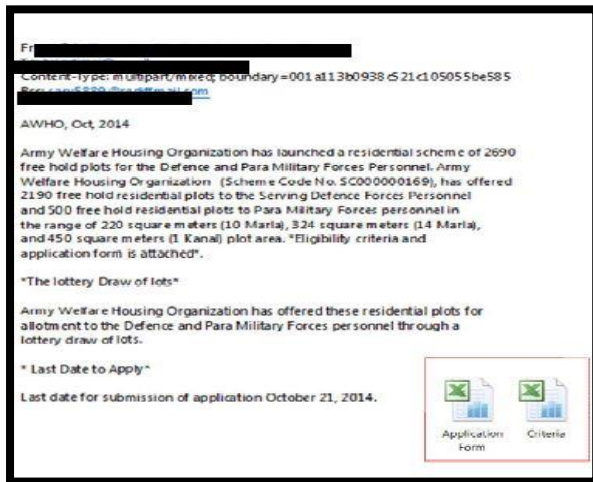 Fr
Content-Type: multipart/mixed; boundary=001a113b0938c521c105055be585
AWHO, Oct, 2014
Army Welfare Housing Organization has launched a residential scheme of 2690
free hold plots for the Defence and Para Military Forces Personnel. Army
Welfare Housing Organization (Scheme Code No. SC000000169), has offered
2190 free hold residential plots to the Serving Defence Forces Personnel
and 500 free hold residential plots to Para Military Forces personnel in
the range of 220 square meters (10 Marla), 324 square meters (14 Marla),
and 450 square meters (1 Kanal) plot area. *Eligibility criteria and
application form is attached*.
*The lottery Draw of lots*
Army Welfare Housing Organization has offered these residential plots for
allotment to the Defence and Para Military Forces personnel through a
lottery draw of lots.
* Last Date to Apply*
Last date for submission of application October 21, 2014.
Application Form
Criteria